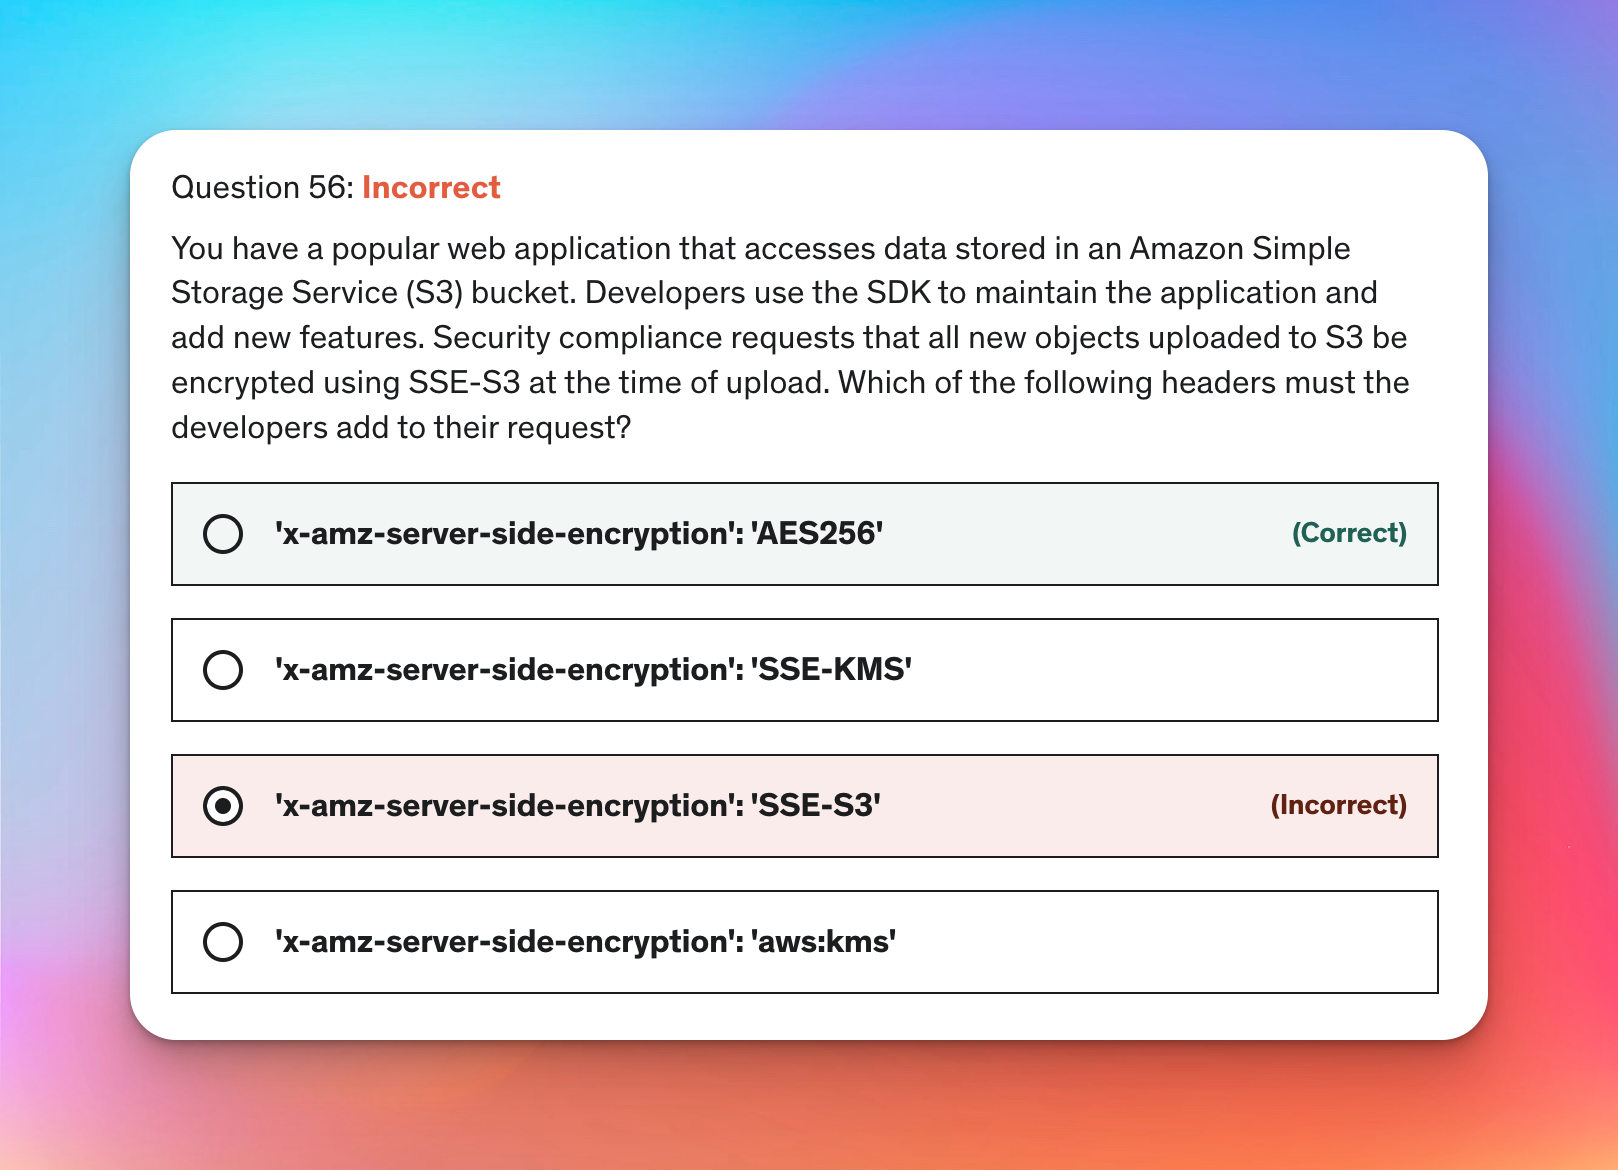 Question 56: Incorrect
You have a popular web application that accesses data stored in an Amazon Simple
Storage Service (S3) bucket. Developers use the SDK to maintain the application and
add new features. Security compliance requests that all new objects uploaded to S3 be
encrypted using SSE-S3 at the time of upload. Which of the following headers must the
developers add to their request?
'x-amz-server-side-encryption': 'AES256' (Correct)
'x-amz-server-side-encryption': 'SSE-KMS'
'x-amz-server-side-encryption': 'SSE-S3' (Incorrect)
'x-amz-server-side-encryption': 'aws:kms'